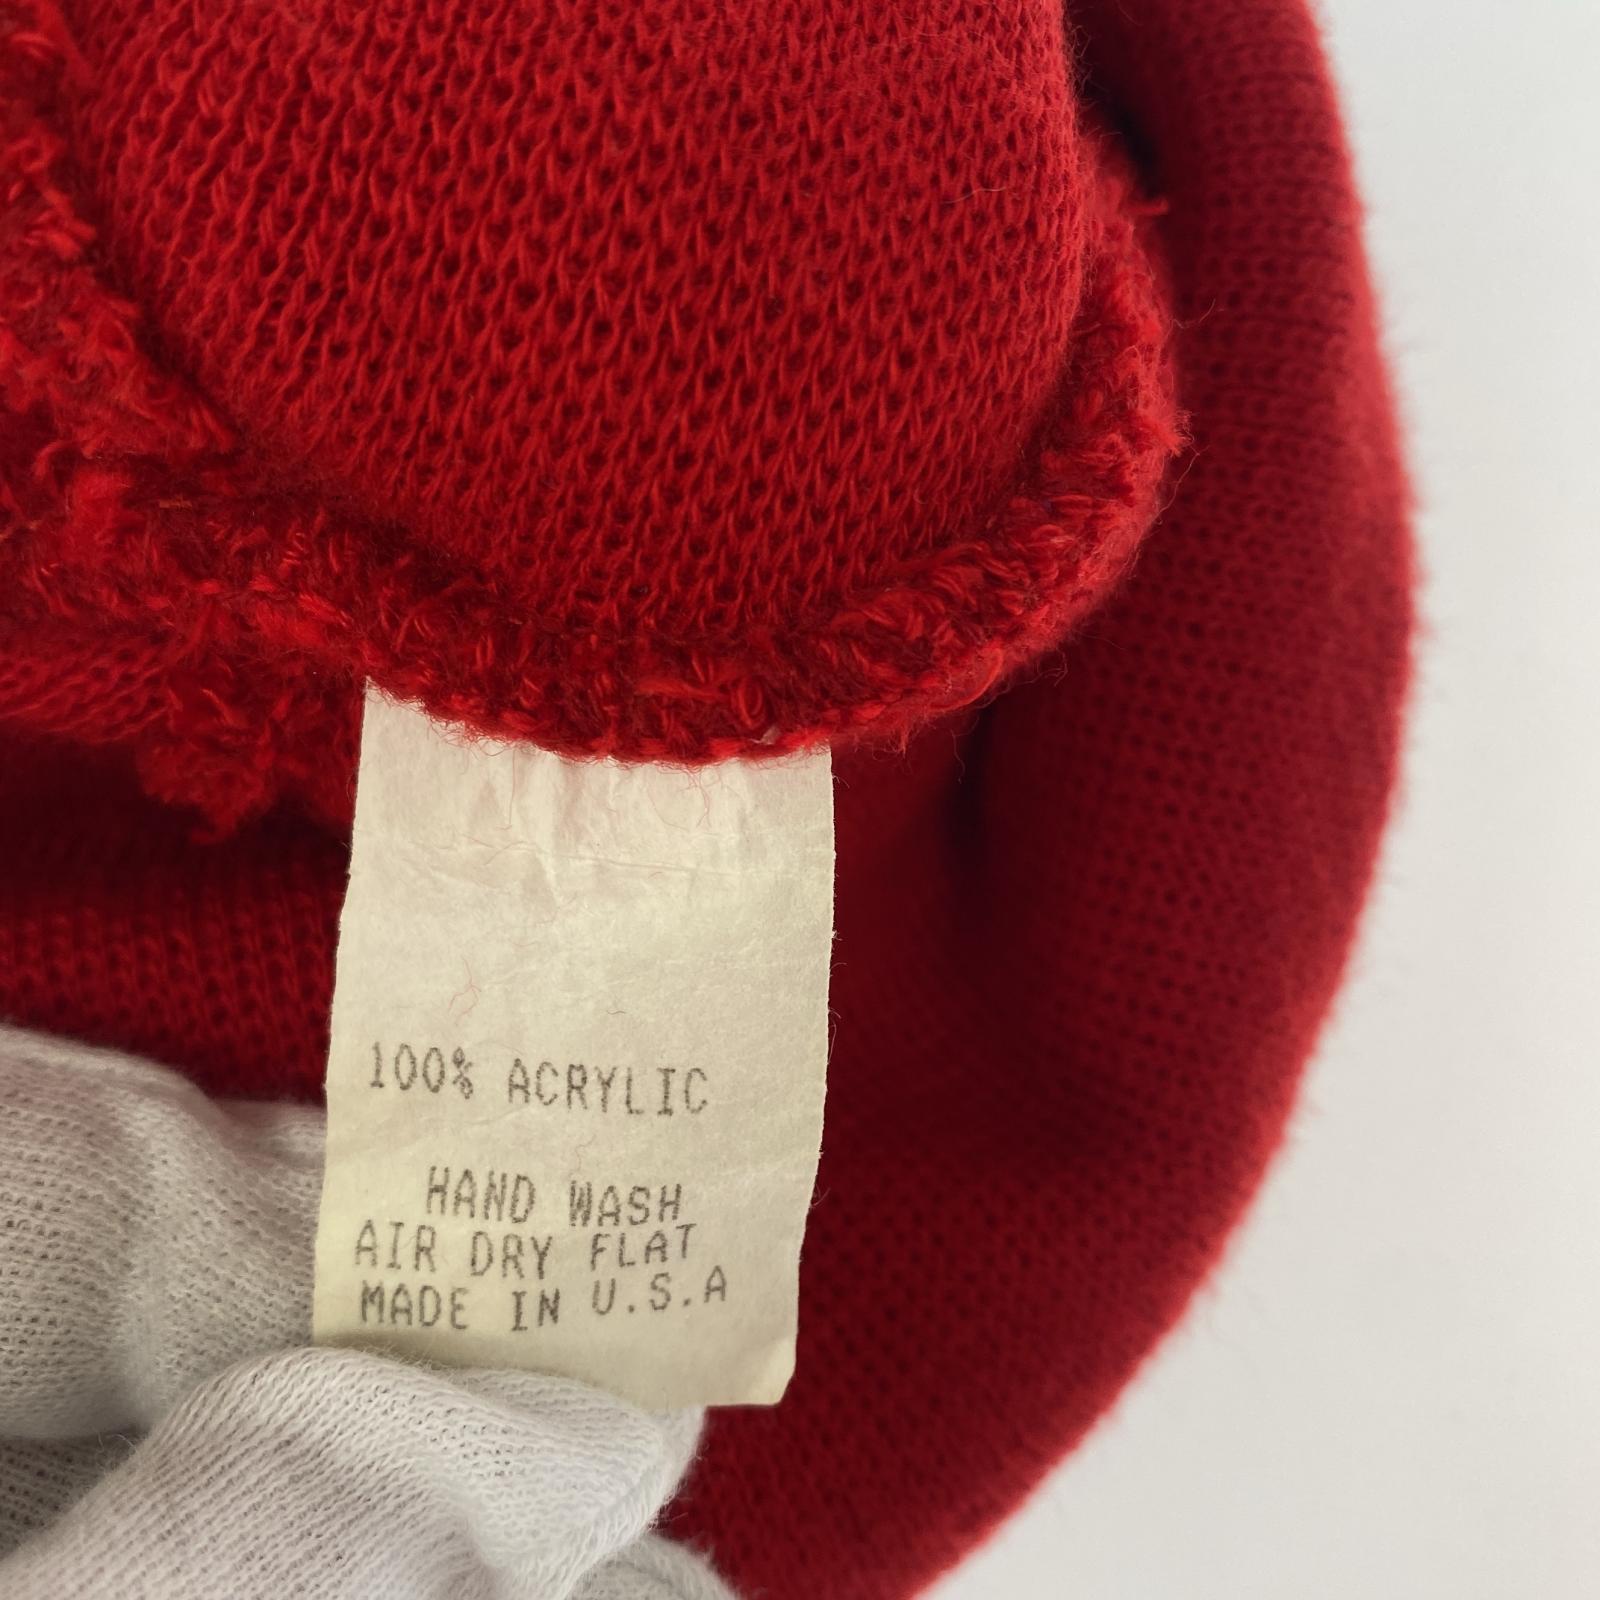 100% ACRYLIC
HAND WASH
AIR DRY FLAT
MADE IN U.S.A